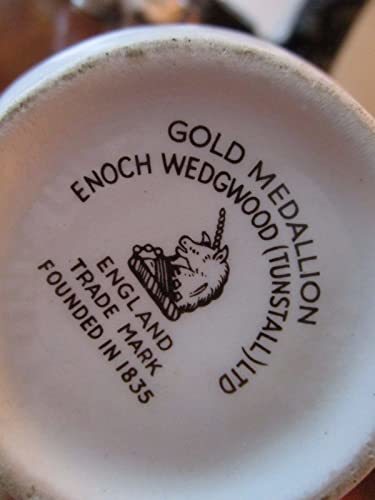 GOLD MEDALLION
ENOCH WEDGWOOD (TUNSTALL) LTD
ENGLAND
TRADE MARK
FOUNDED IN 1835